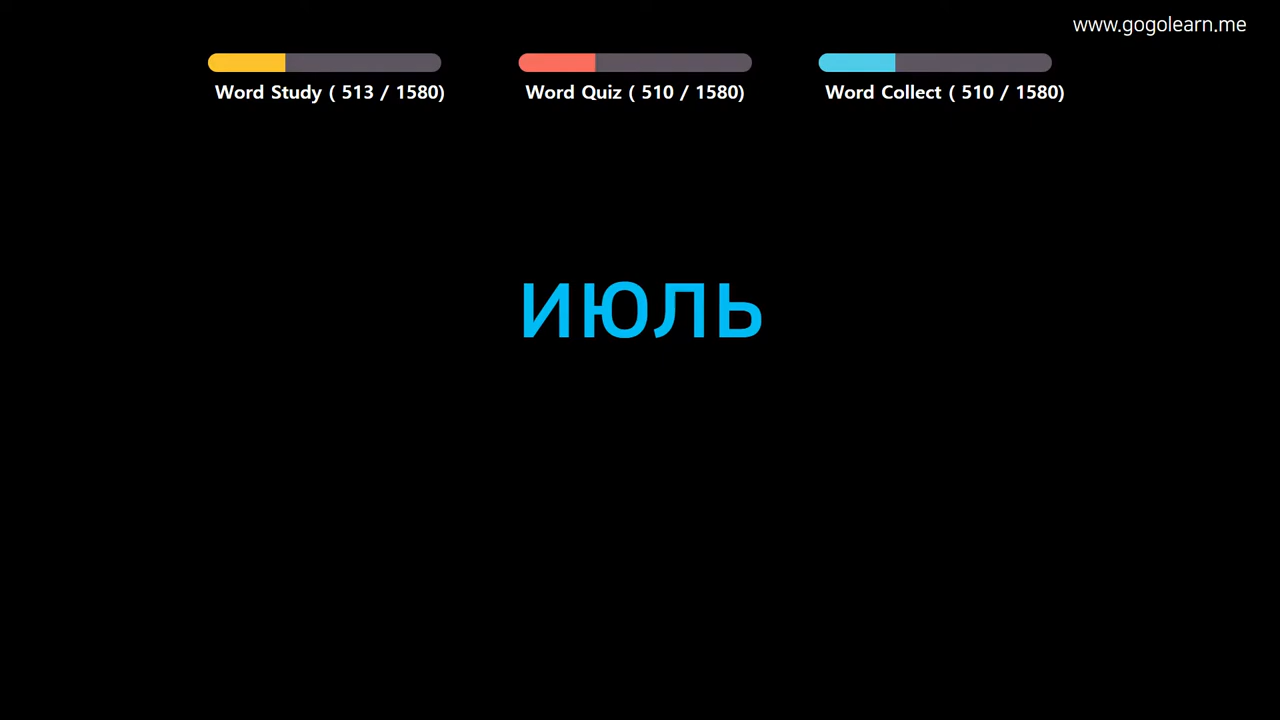 www.gogolearn.me
Word Study ( 513 / 1580)
Word Quiz ( 510 / 1580)
Word Collect ( 510 / 1580)
июль